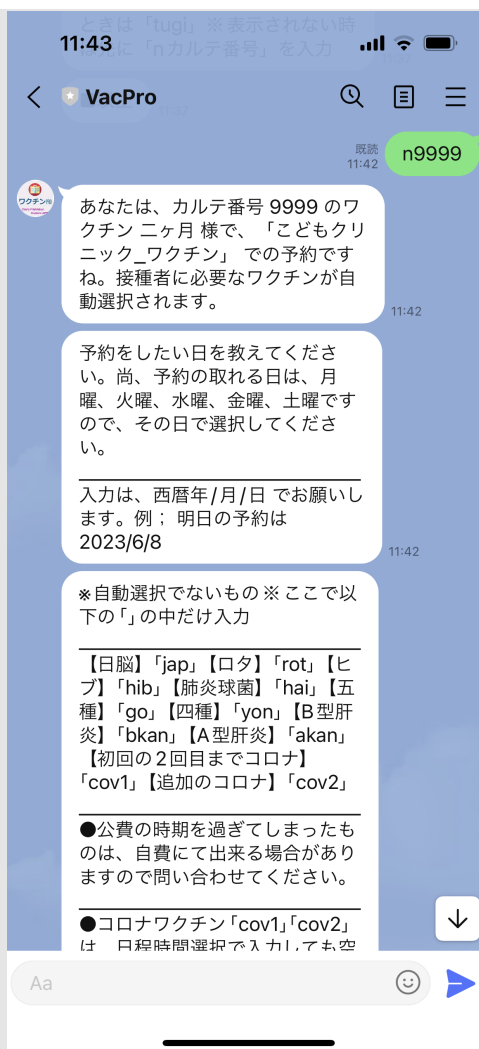 ときは「tugi」※表示されない時
11:43
に「nカルテ番号」を入力
VacPro
既読
11:42
n9999
ワクチン
あなたは、カルテ番号 9999 のワ
クチン 二ヶ月 様で、「こどもクリ
ニック_ワクチン」 での予約です
ね。接種者に必要なワクチンが自
動選択されます。
11:42
予約をしたい日を教えてくださ
い。尚、予約の取れる日は、月
曜、火曜、水曜、金曜、土曜です
ので、その日で選択してくださ
い。
入力は、西暦年/月/日 でお願いし
ます。例； 明日の予約は
2023/6/8
11:42
※自動選択でないもの※ここで以
下の「」の中だけ入力
【日脳】「jap」【ロタ】「rot」【ヒ
ブ】「hib」【肺炎球菌】「hai」【五
種】「go」【四種】「yon」【B型肝
炎】「bkan」【A型肝炎】「akan」
【初回の2回目までコロナ】
「cov1」【追加のコロナ】「cov2」
●公費の時期を過ぎてしまったも
のは、自費にて出来る場合があり
ますので問い合わせてください。
●コロナワクチン「cov1」「cov2」
は、日程時間選択で入力しても空
Aa